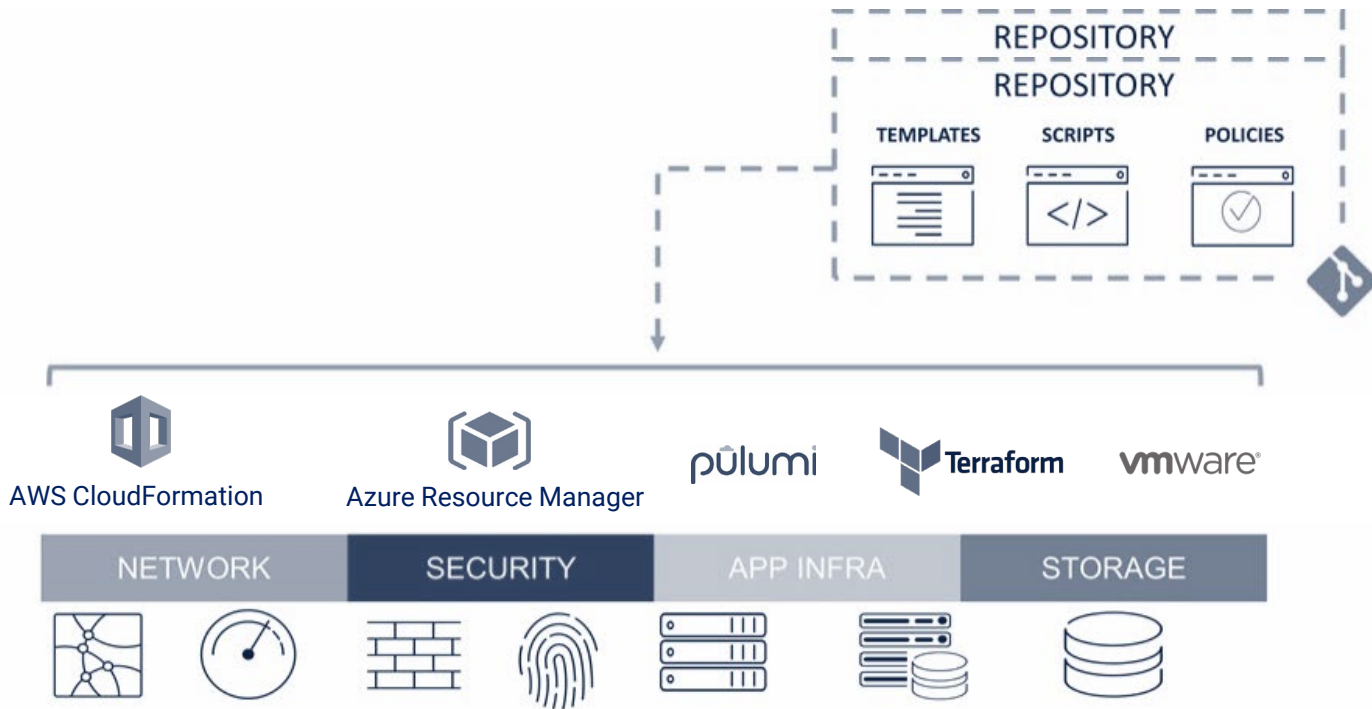 REPOSITORY
REPOSITORY
TEMPLATES SCRIPTS POLICIES
</>
AWS CloudFormation
Azure Resource Manager
pulumi
Terraform
vmware®
NETWORK SECURITY APP INFRA STORAGE